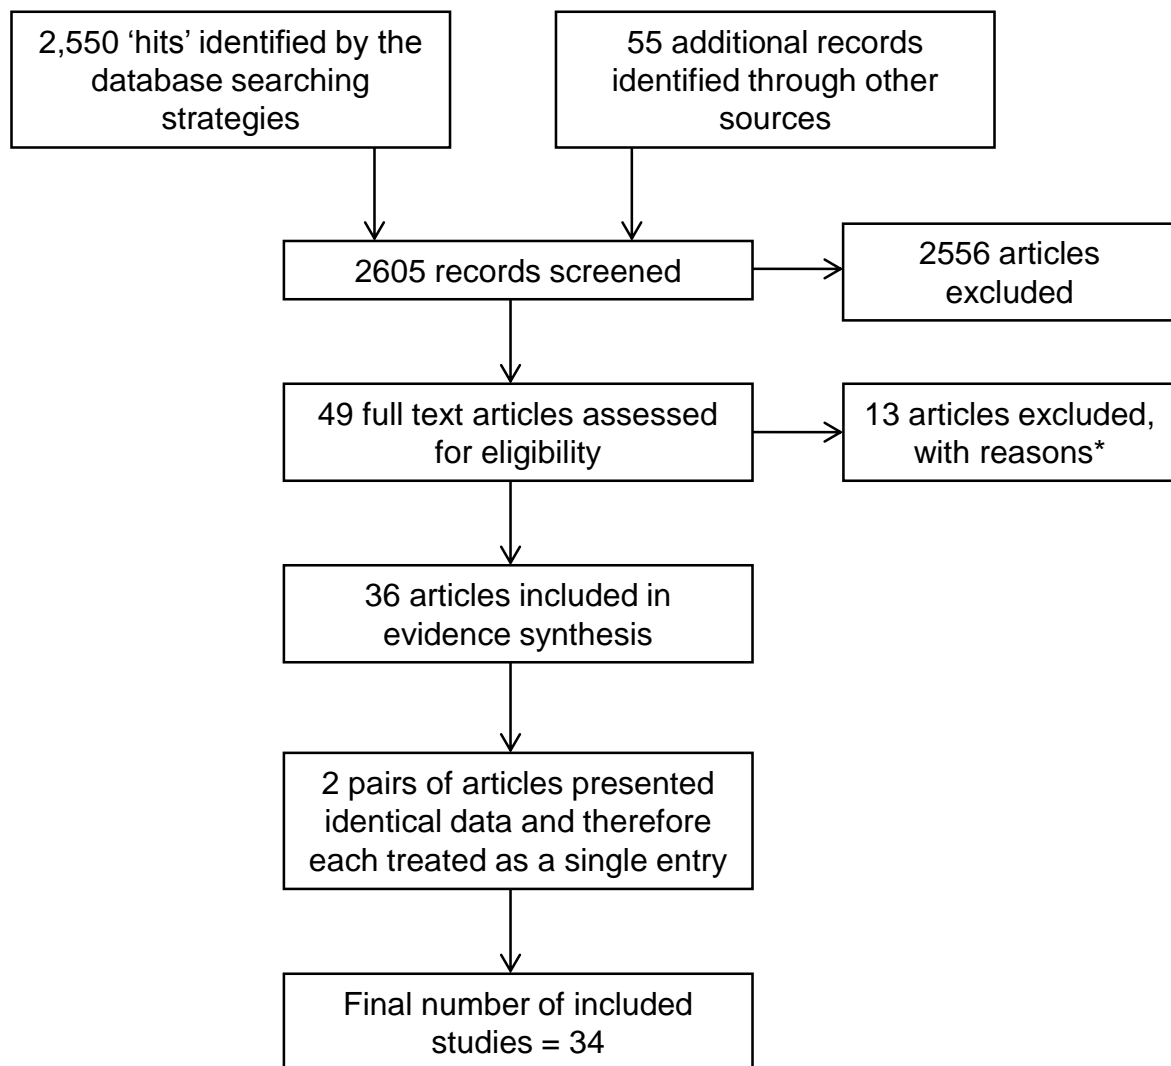 2,550 ‘hits’ identified by the
database searching
strategies
55 additional records
identified through other
sources
2605 records screened
2556 articles
excluded
49 full text articles assessed
for eligibility
13 articles excluded,
with reasons*
36 articles included in
evidence synthesis
2 pairs of articles presented
identical data and therefore
each treated as a single entry
Final number of included
studies = 34